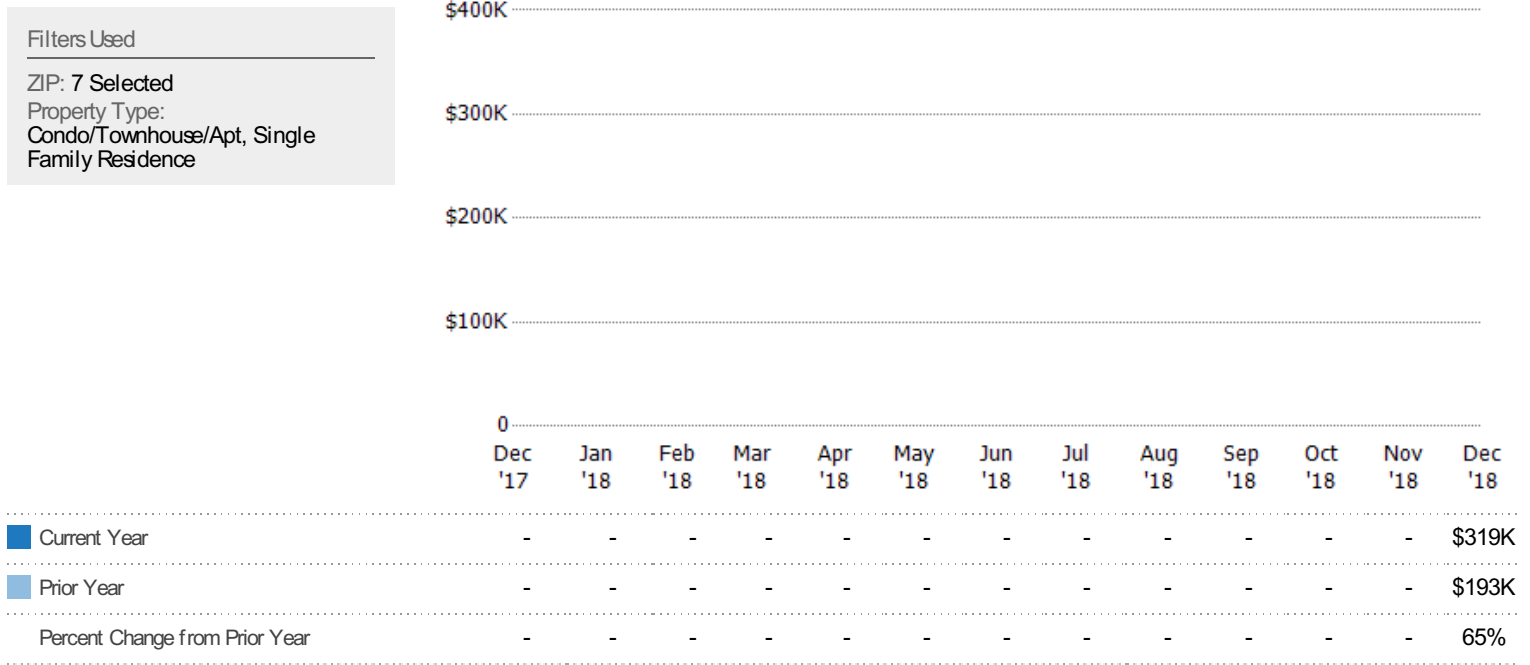 Filters Used
ZIP: 7 Selected
Property Type:
Condo/Townhouse/Apt, Single
Family Residence
$400K
$300K
$200K
$100K
0
Dec Jan Feb Mar Apr May Jun Jul Aug Sep Oct Nov Dec
'17 '18 '18 '18 '18 '18 '18 '18 '18 '18 '18 '18 '18
Current Year - - - - - - - - - - - - $319K
Prior Year - - - - - - - - - - - - $193K
Percent Change from Prior Year - - - - - - - - - - - - 65%